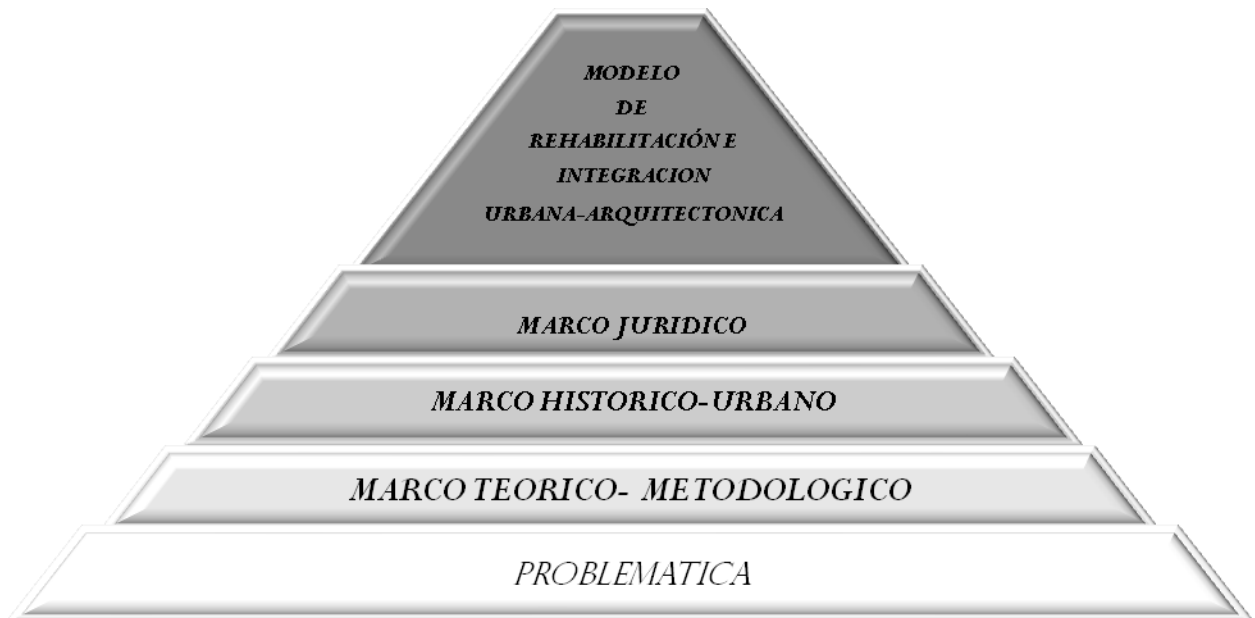 MODELO
DE
REHABILITACIÓN E
INTEGRACION
URBANA-ARQUITECTONICA
MARCO JURIDICO
MARCO HISTORICO-URBANO
MARCO TEORICO- METODOLOGICO
PROBLEMATICA